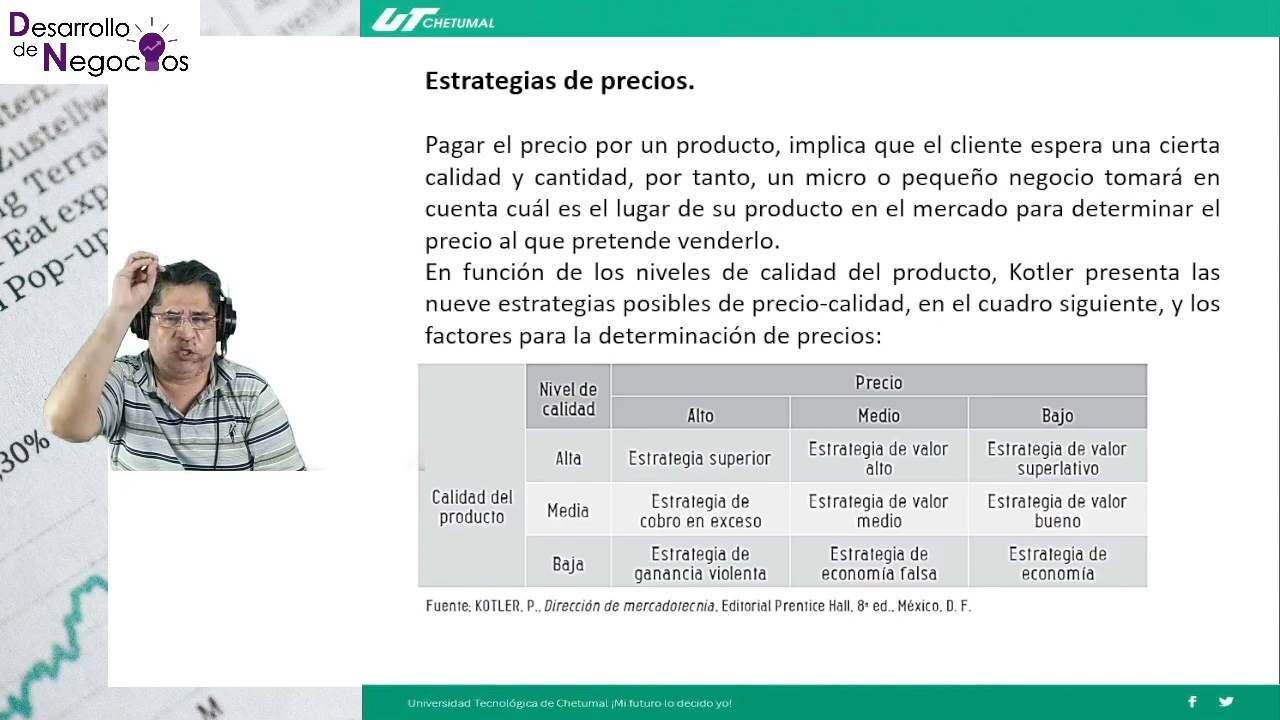 Desarrollo
de Negocios
UT CHETUMAL
Zustell
ng Terra
Eat exp
Pop-up
,30%
M
Estrategias de precios.
Pagar el precio por un producto, implica que el cliente espera una cierta
calidad y cantidad, por tanto, un micro o pequeño negocio tomará en
cuenta cuál es el lugar de su producto en el mercado para determinar el
precio al que pretende venderlo.
En función de los niveles de calidad del producto, Kotler presenta las
nueve estrategias posibles de precio-calidad, en el cuadro siguiente, y los
factores para la determinación de precios:
Nivel de
calidad
Precio
Alto Medio Bajo
Calidad del
producto
Alta
Estrategia superior
Estrategia de valor
alto
Estrategia de valor
superlativo
Media
Estrategia de
cobro en exceso
Estrategia de valor
medio
Estrategia de valor
bueno
Baja
Estrategia de
ganancia violenta
Estrategia de
economía falsa
Estrategia de
economía
Fuente: KOTLER, P., Dirección de mercadotecnia, Editorial Prentice Hall, 8ª ed., México, D. F.
Universidad Tecnológica de Chetumal ¡Mi futuro lo decido yo!